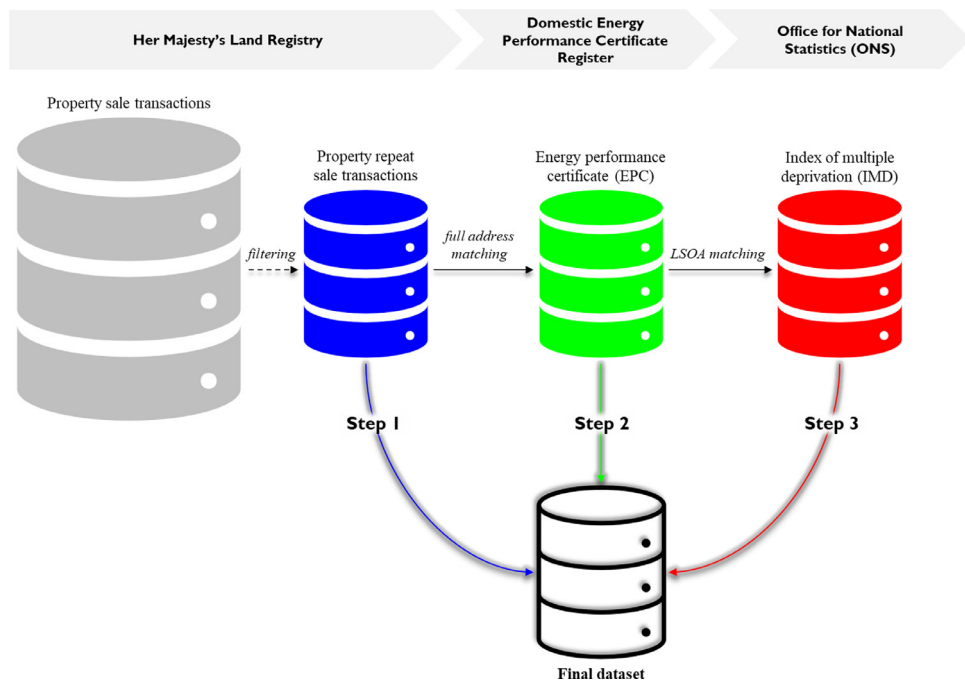 Her Majesty's Land Registry
Domestic Energy
Performance Certificate
Register
Office for National
Statistics (ONS)
Property sale transactions
Property repeat
sale transactions
Energy performance
certificate (EPC)
Index of multiple
deprivation (IMD)
filtering
full address
matching
LSOA matching
Step 1
Step 2
Step 3
Final dataset